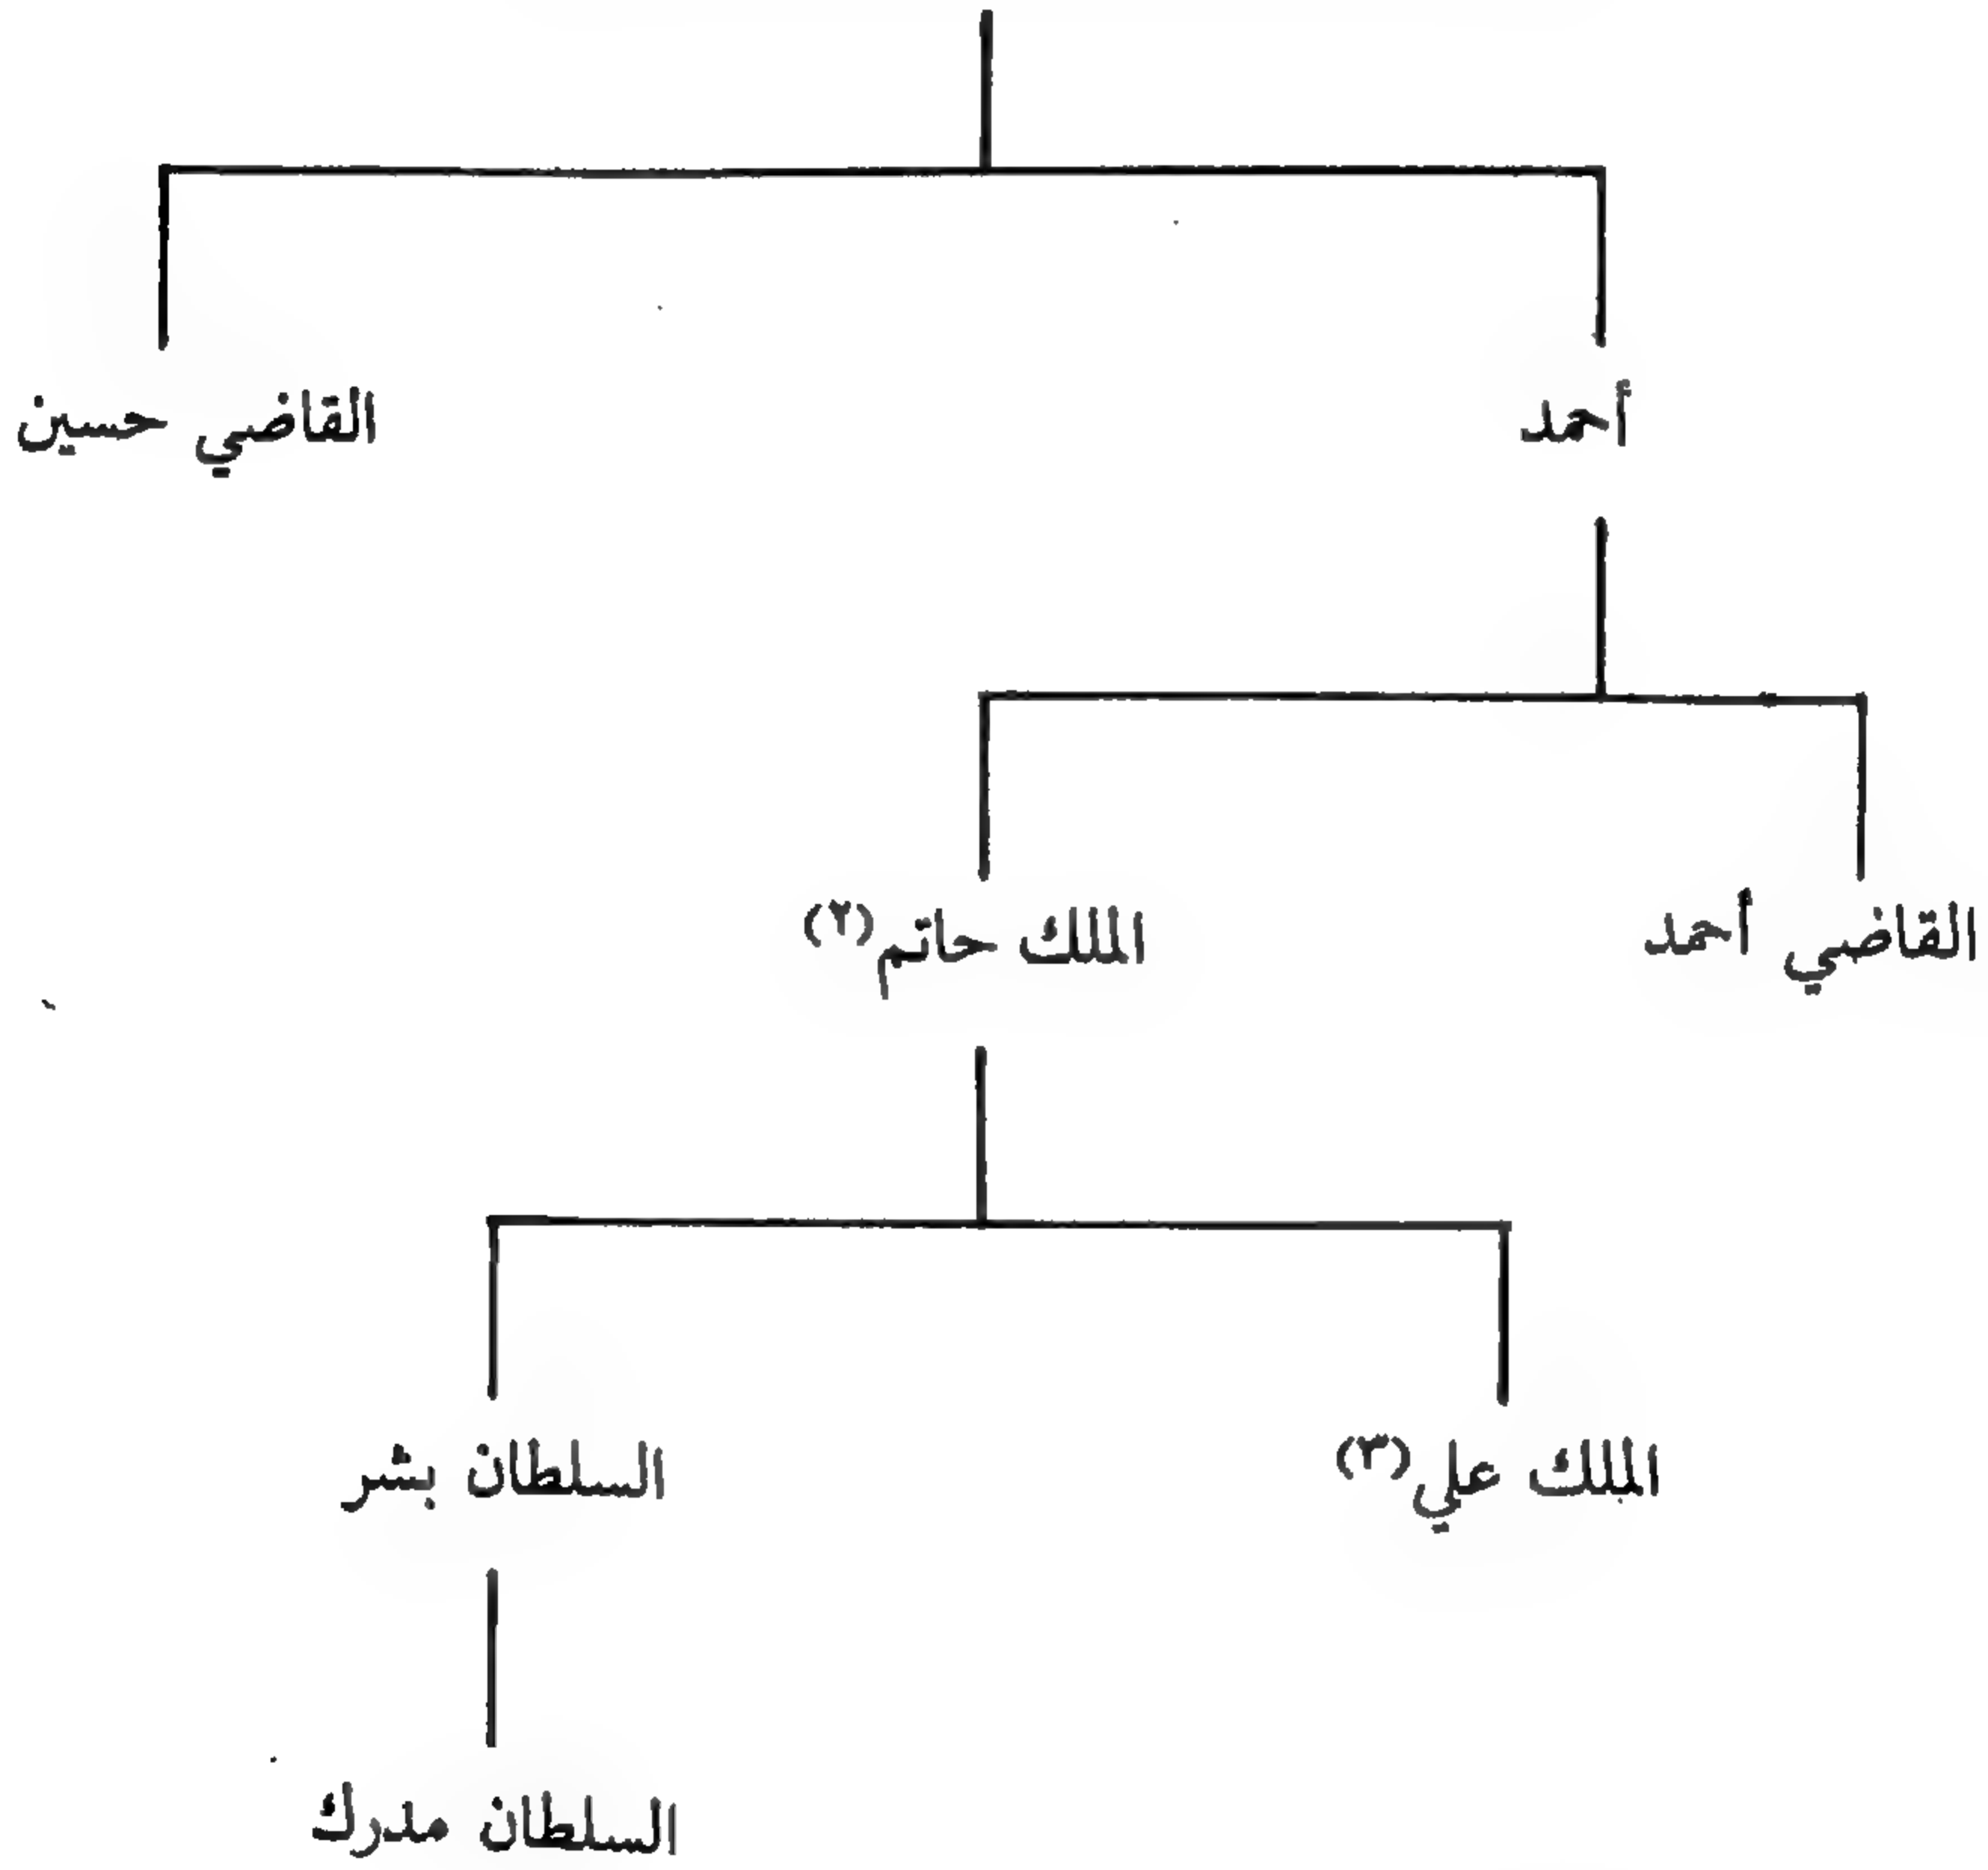 أحمد القاضي حسين
القاضي أحمد الملك حاتم(٢)
الملك علي(٣) السلطان بشر
السلطان مدرك